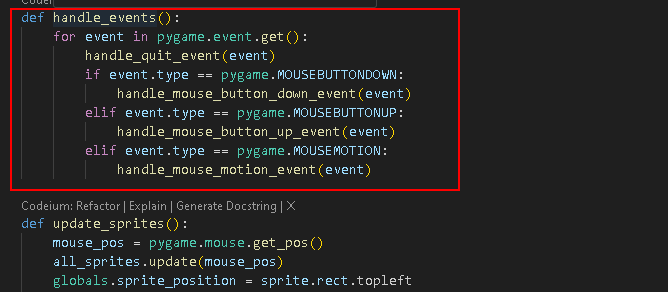 def handle_events():
    for event in pygame.event.get():
        handle_quit_event(event)
        if event.type == pygame.MOUSEBUTTONDOWN:
            handle_mouse_button_down_event(event)
        elif event.type == pygame.MOUSEBUTTONUP:
            handle_mouse_button_up_event(event)
        elif event.type == pygame.MOUSEMOTION:
            handle_mouse_motion_event(event)
Codeium: Refactor | Explain | Generate Docstring | X
def update_sprites():
    mouse_pos = pygame.mouse.get_pos()
    all_sprites.update(mouse_pos)
    globals.sprite_position = sprite.rect.topleft